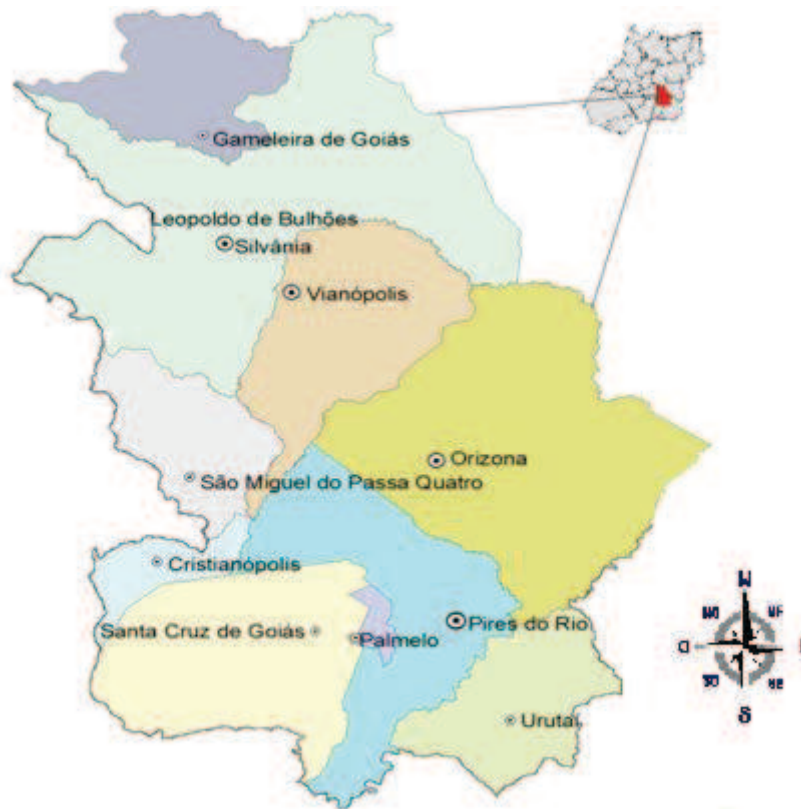 Gameleira de Goiás
Leopoldo de Bulhões
Silvânia
Vianópolis
Orizona
São Miguel do Passa Quatro
Cristianópolis
Santa Cruz de Goiás
Palmelo
Pires do Rio
Urutaí
S